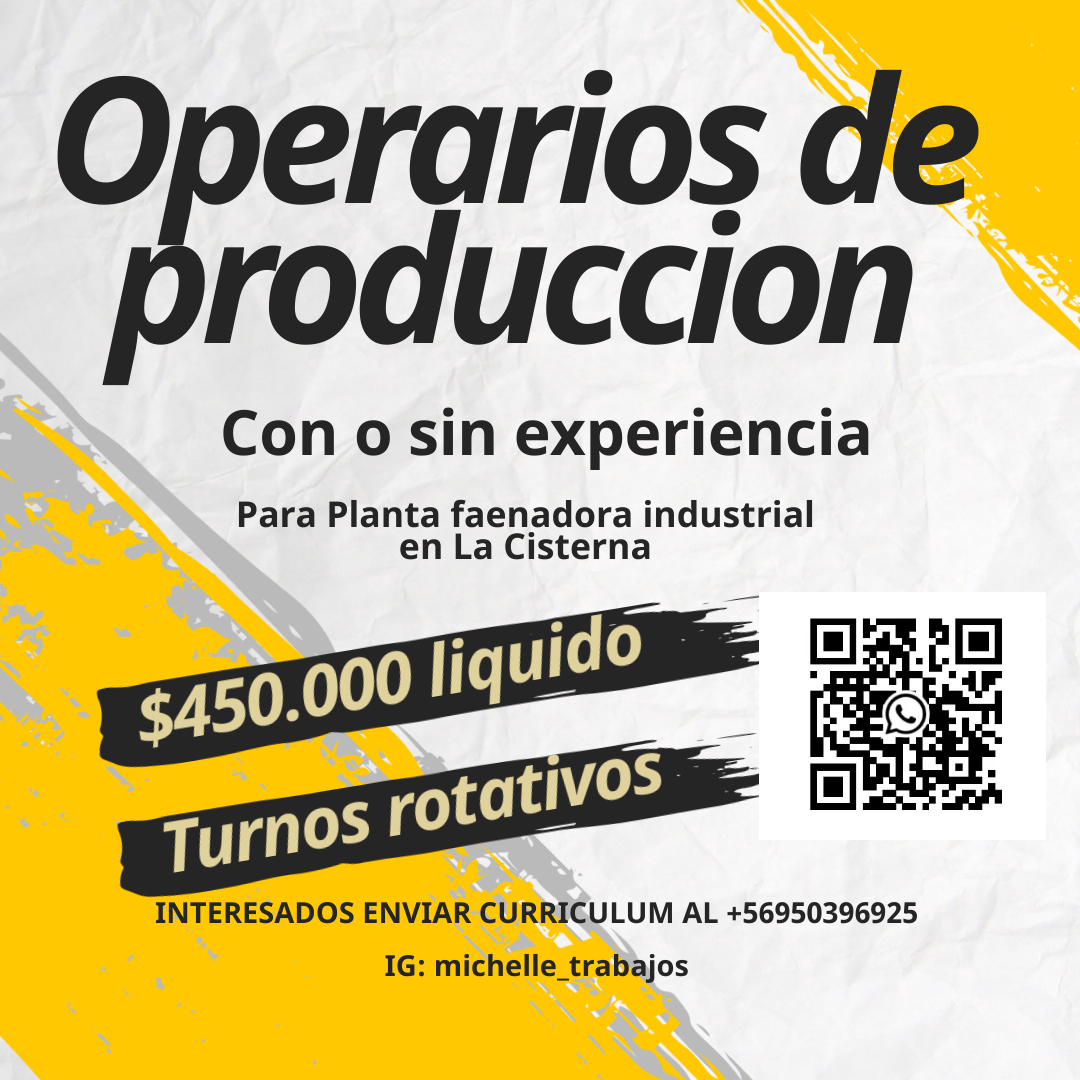 Operarios de
produccion
Con o sin experiencia
Para Planta faenadora industrial
en La Cisterna
$450.000 liquido
Turnos rotativos
INTERESADOS ENVIAR CURRICULUM AL +56950396925
IG: michelle_trabajos